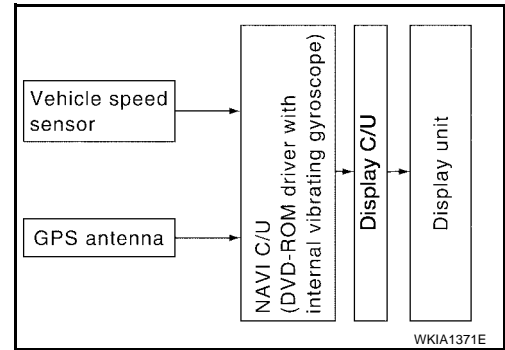 Vehicle speed
sensor
GPS antenna
NAVI C/U
(DVD-ROM driver with
internal vibrating gyroscope)
Display C/U
Display unit
WKIA1371E